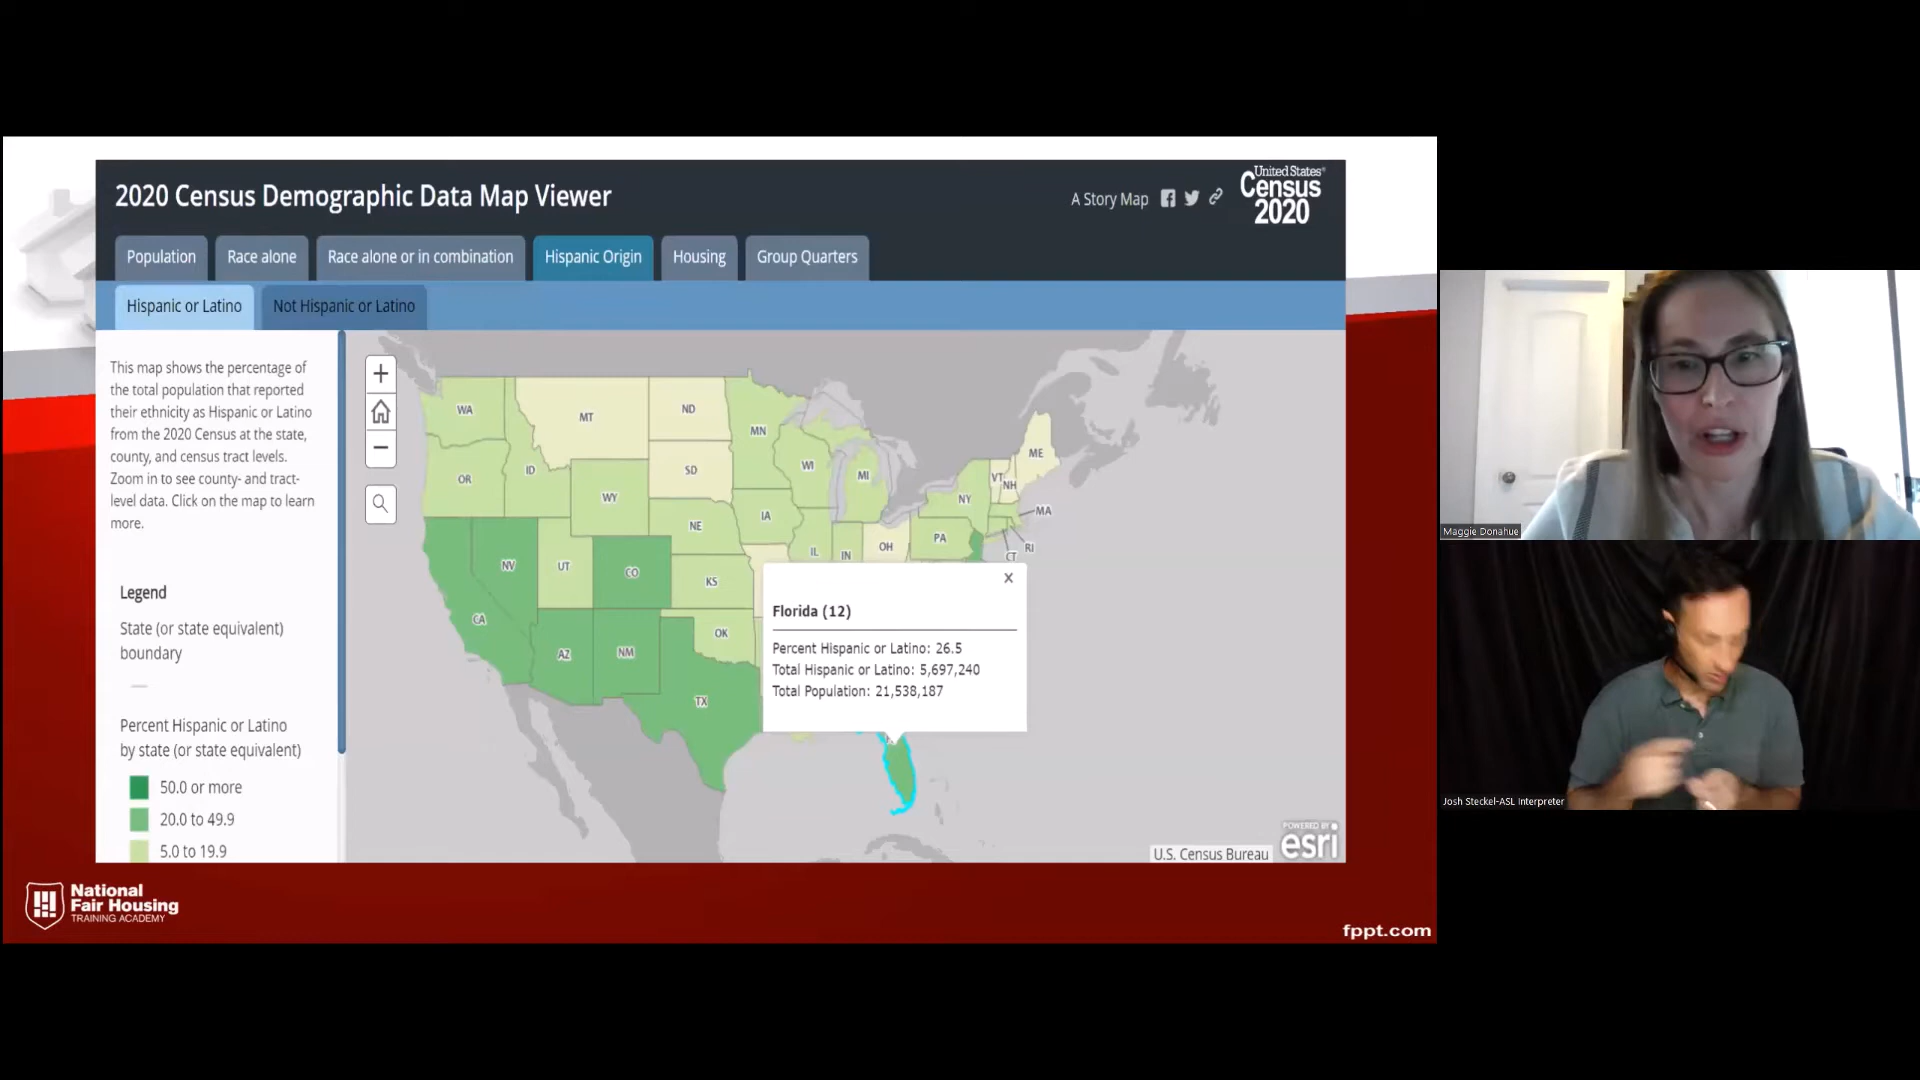 2020 Census Demographic Data Map Viewer
A Story Map
United States®
Census
2020
Population
Race alone
Race alone or in combination
Hispanic Origin
Housing
Group Quarters
Hispanic or Latino
Not Hispanic or Latino
This map shows the percentage of
the total population that reported
their ethnicity as Hispanic or Latino
from the 2020 Census at the state,
county, and census tract levels.
Zoom in to see county- and tract-
level data. Click on the map to learn
more.
Legend
State (or state equivalent)
boundary
Percent Hispanic or Latino
by state (or state equivalent)
50.0 or more
20.0 to 49.9
5.0 to 19.9
+
−
WA
MT
ND
MN
ME
OR
ID
SD
WI
MI
VT
NH
WY
NY
MA
NE
IA
PA
RI
NV
UT
CO
KS
IL
IN
OH
CT
CA
AZ
NM
OK
TX
x
Florida (12)
Percent Hispanic or Latino: 26.5
Total Hispanic or Latino: 5,697,240
Total Population: 21,538,187
U.S. Census Bureau
POWERED BY
esri
National
Fair Housing
TRAINING ACADEMY
fppt.com
Maggie Donahue
Josh Steckel-ASL Interpreter